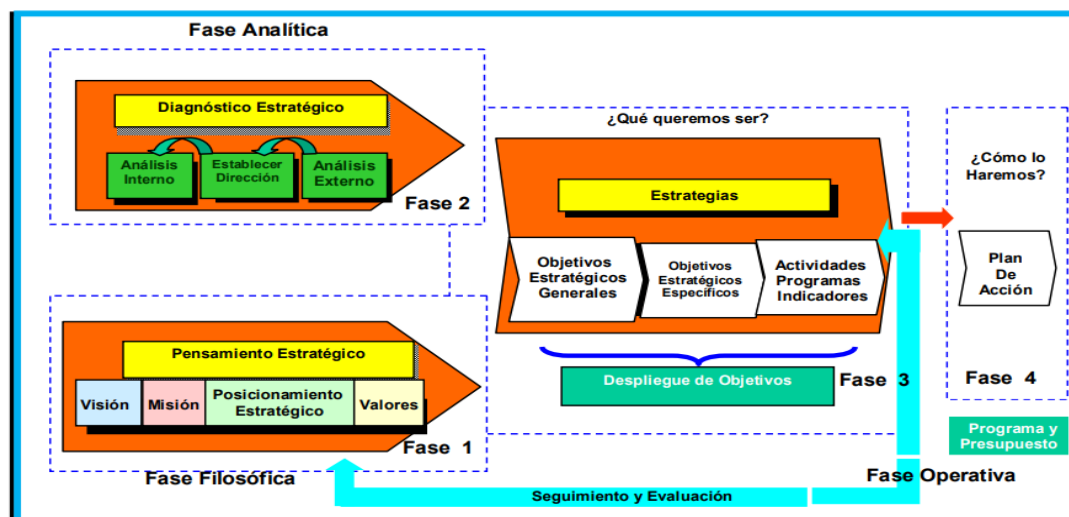 Fase Analítica
Diagnóstico Estratégico
Análisis
Interno
Establecer
Dirección
Análisis
Externo
Fase 2
Pensamiento Estratégico
Visión
Misión
Posicionamiento
Estratégico
Valores
Fase 1
Fase Filosófica
¿Qué queremos ser?
Estrategias
Objetivos
Estratégicos
Generales
Objetivos
Estratégicos
Específicos
Actividades
Programas
Indicadores
Despliegue de Objetivos
Fase 3
¿Cómo lo
Haremos?
Plan
De
Acción
Fase 4
Programa y
Presupuesto
Fase Operativa
Seguimiento y Evaluación